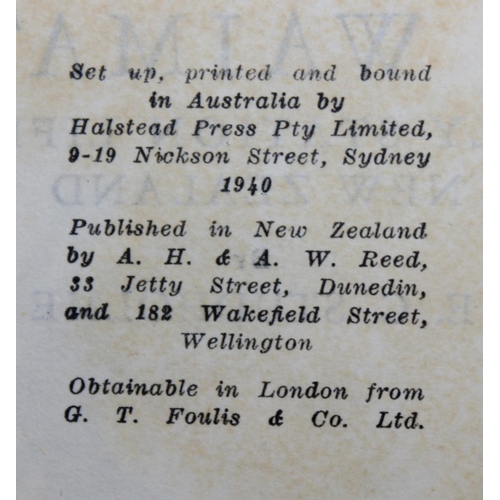 Set up, printed and bound
in Australia by
Halstead Press Pty Limited,
9-19 Nickson Street, Sydney
1940
Published in New Zealand
by A. H. & A. W. Reed,
33 Jetty Street, Dunedin,
and 182 Wakefield Street,
Wellington
Obtainable in London from
G. T. Foulis & Co. Ltd.